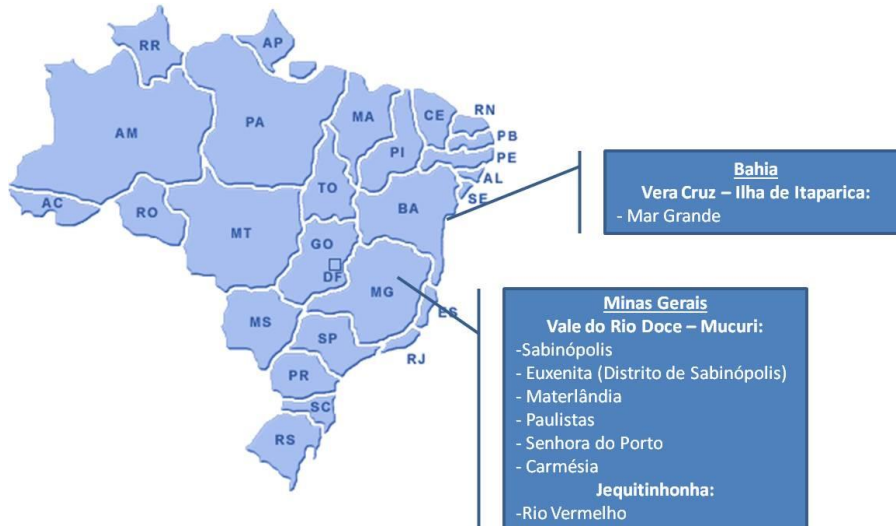 RR
AP
AM
PA
MA
CE
RN
PB
PI
PE
AL
SE
TO
AC
RO
BA
MT
GO
DF
MG
ES
MS
SP
RJ
PR
SC
RS
Bahia
Vera Cruz – Ilha de Itaparica:
- Mar Grande
Minas Gerais
Vale do Rio Doce – Mucuri:
-Sabinópolis
- Euxenita (Distrito de Sabinópolis)
- Materlândia
- Paulistas
- Senhora do Porto
- Carmésia
Jequitinhonha:
-Rio Vermelho